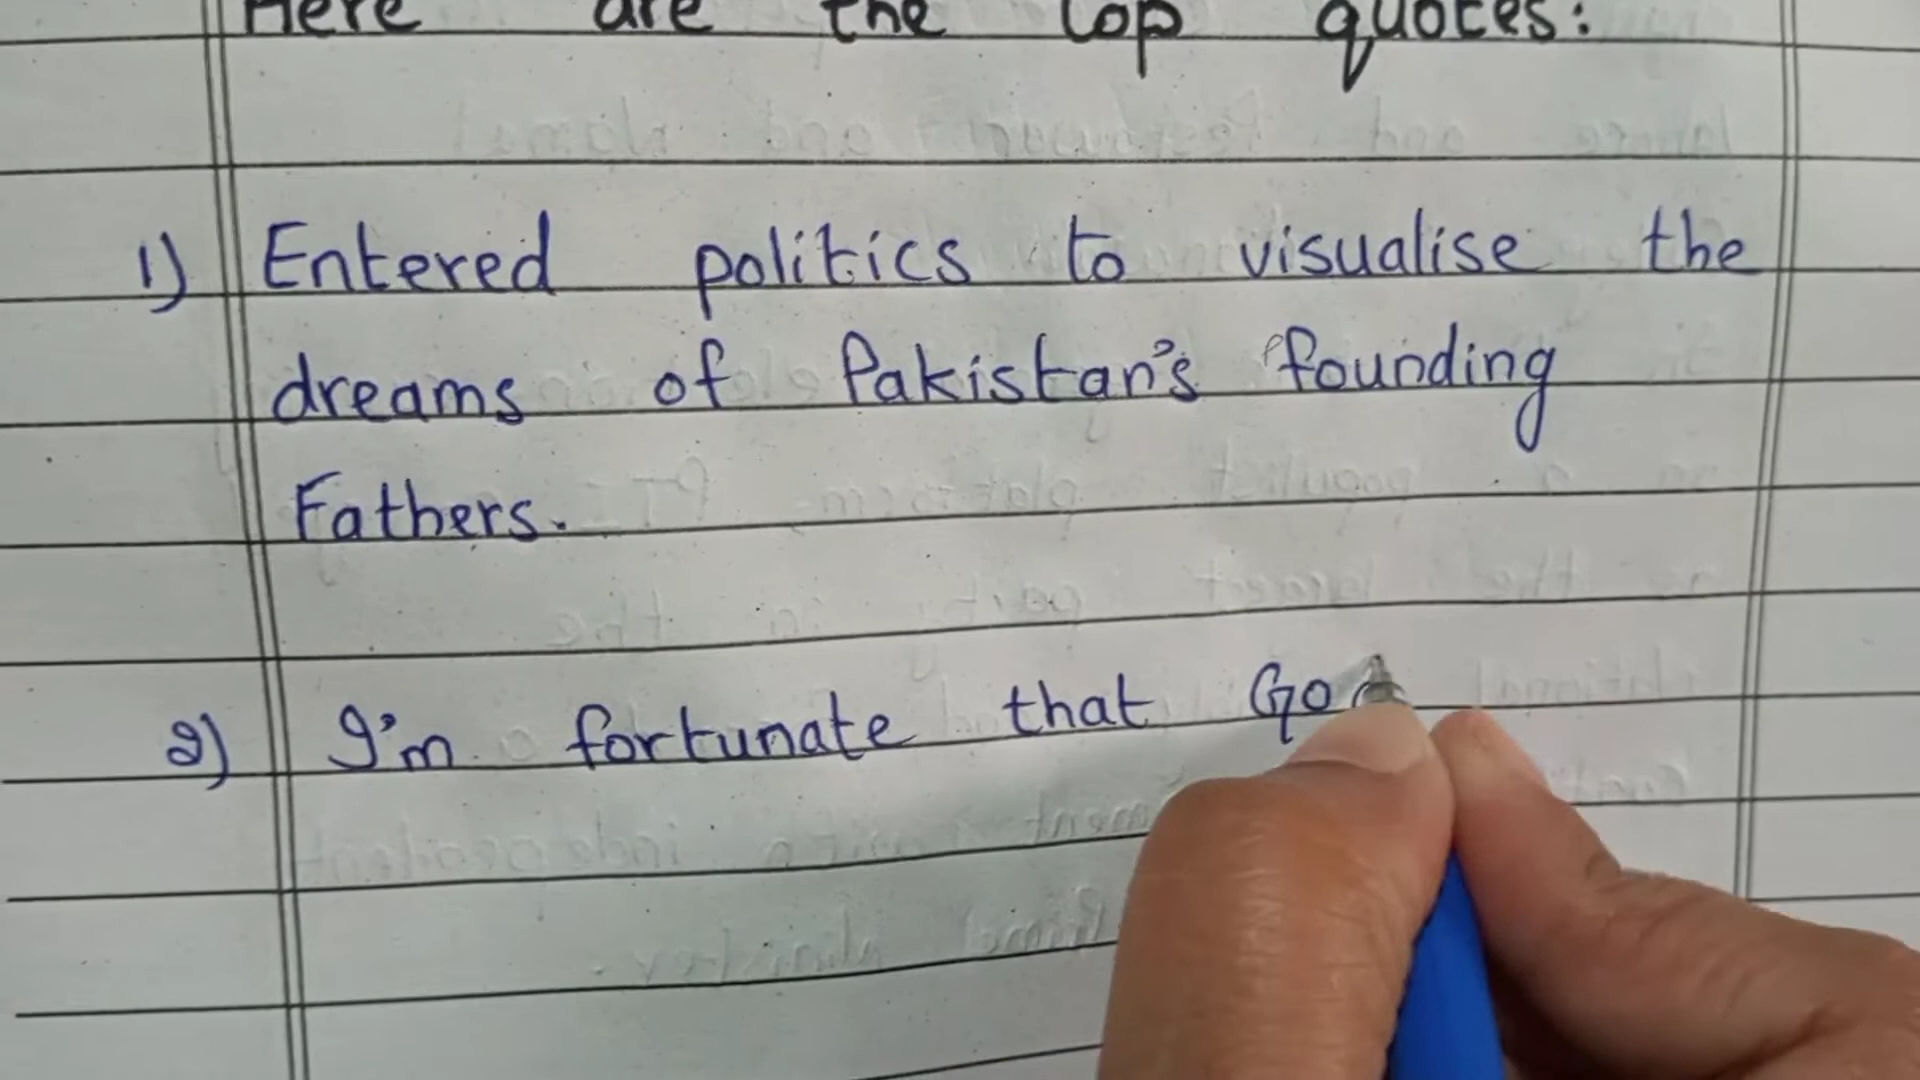 Here are the top quotes:
1) Entered politics to visualise the
dreams of Pakistan's founding
Fathers.
2) I'm fortunate that God